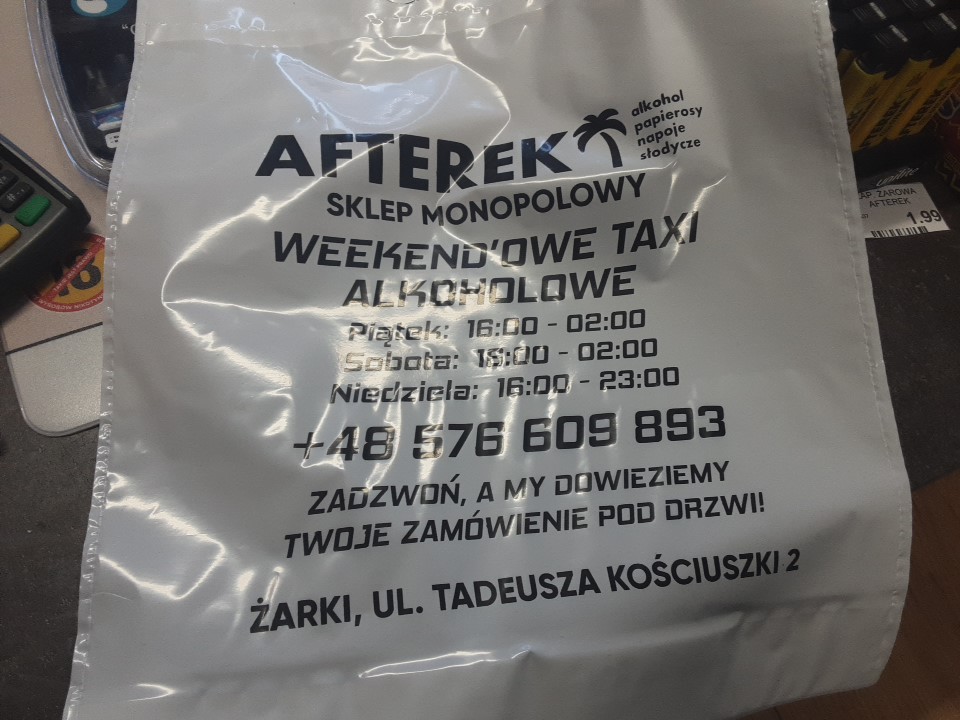 AFTEREK
alkohol
papierosy
napoje
słodycze
SKLEP MONOPOLOWY
WEEKEND'OWE TAXI
ALKOHOLOWE
Piątek: 16:00 - 02:00
Sobota: 16:00 - 02:00
Niedziela: 16:00 - 23:00
+48 576 609 893
ZADZWOŃ, A MY DOWIEZIEMY
TWOJE ZAMÓWIENIE POD DRZWI!
ŻARKI, UL. TADEUSZA KOŚCIUSZKI 2
ZAP. ŻAROWA
AFTEREK
1.99